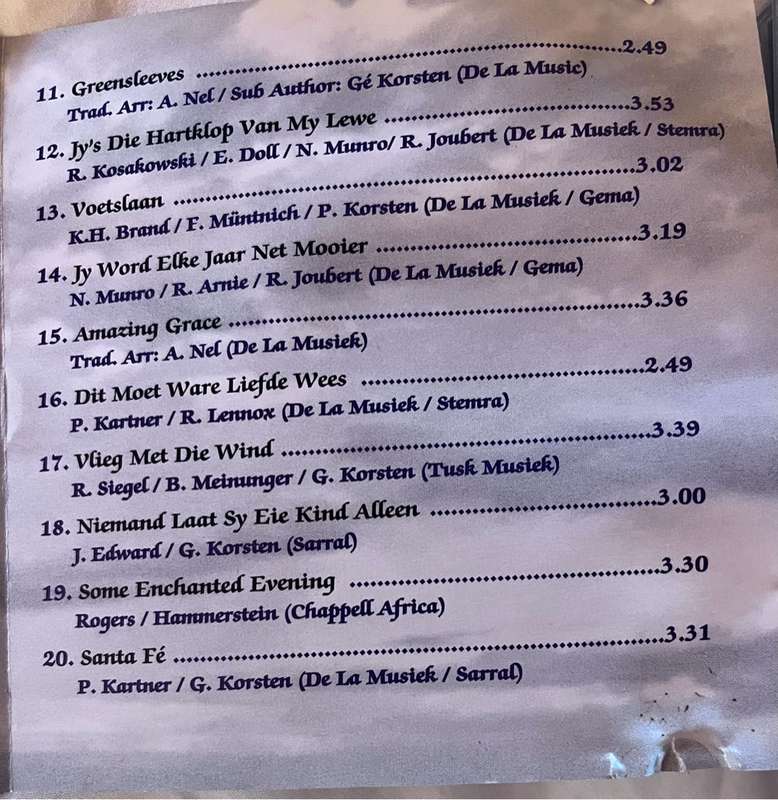 11. Greensleeves ........................2.49
Trad. Arr: A. Nel / Sub Author: Gé Korsten (De La Music)
12. Jy's Die Hartklop Van My Lewe ........................3.53
R. Kosakowski / E. Doll / N. Munro/ R. Joubert (De La Musiek / Stemra)
13. Voetslaan ........................3.02
K.H. Brand / F. Müntnich / P. Korsten (De La Musiek / Gema)
14. Jy Word Elke Jaar Net Mooier ........................3.19
N. Munro / R. Arnie / R. Joubert (De La Musiek / Gema)
15. Amazing Grace ........................3.36
Trad. Arr: A. Nel (De La Musiek)
16. Dit Moet Ware Liefde Wees ........................2.49
P. Kartner / R. Lennox (De La Musiek / Stemra)
17. Vlieg Met Die Wind ........................3.39
R. Siegel / B. Meinunger / G. Korsten (Tusk Musiek)
18. Niemand Laat Sy Eie Kind Alleen ........................3.00
J. Edward / G. Korsten (Sarral)
19. Some Enchanted Evening ........................3.30
Rogers / Hammerstein (Chappell Africa)
20. Santa Fé ........................3.31
P. Kartner / G. Korsten (De La Musiek / Sarral)